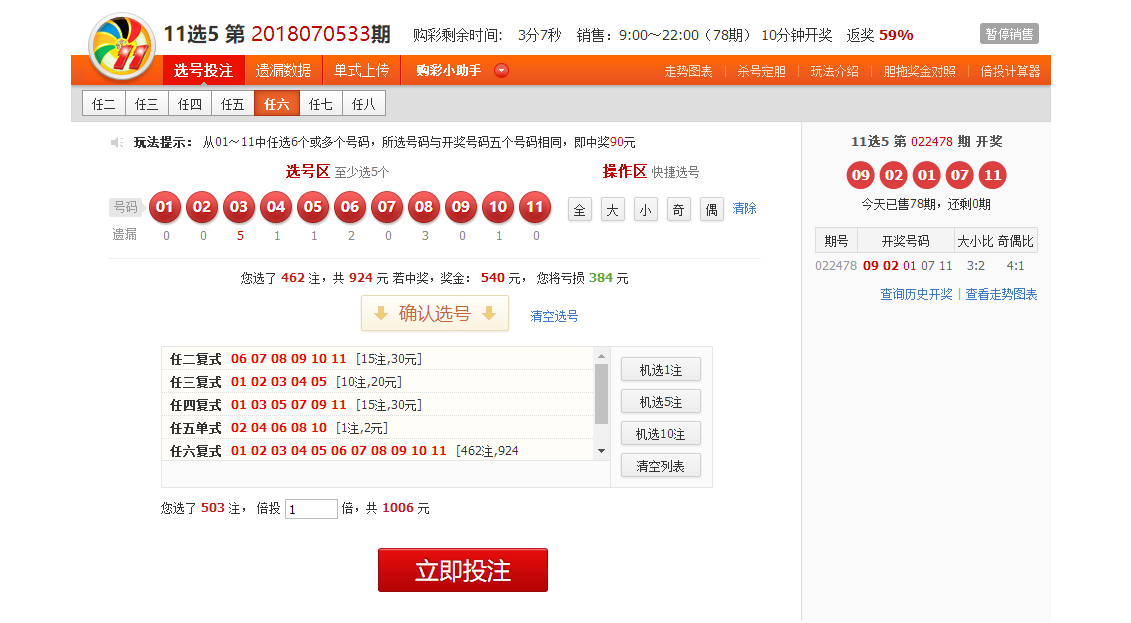 11选5 第 2018070533期 购彩剩余时间: 3分7秒 销售: 9:00~22:00 (78期) 10分钟开奖 返奖 59% 暂停销售
11
选号投注 遗漏数据 单式上传 购彩小助手 走势图表 | 杀号定胆 | 玩法介绍 | 胆拖奖金对照 | 倍投计算器
任二 任三 任四 任五 任六 任七 任八
玩法提示: 从01~11中任选6个或多个号码，所选号码与开奖号码五个号码相同，即中奖90元
选号区 至少选5个 操作区 快捷选号
号码 01 02 03 04 05 06 07 08 09 10 11 全 大 小 奇 偶 清除
遗漏 0 0 5 1 1 2 0 3 0 1 0
您选了 462 注，共 924 元 若中奖，奖金: 540 元， 您将亏损 384 元
确认选号 清空选号
任二复式 06 07 08 09 10 11 [15注,30元]
任三复式 01 02 03 04 05 [10注,20元]
任四复式 01 03 05 07 09 11 [15注,30元]
任五单式 02 04 06 08 10 [1注,2元]
任六复式 01 02 03 04 05 06 07 08 09 10 11 [462注,924
机选1注
机选5注
机选10注
清空列表
您选了 503 注， 倍投 1 倍，共 1006 元
立即投注
11选5 第 022478 期 开奖
09 02 01 07 11
今天已售78期，还剩0期
期号 开奖号码 大小比 奇偶比
022478 09 02 01 07 11 3:2 4:1
查询历史开奖 | 查看走势图表